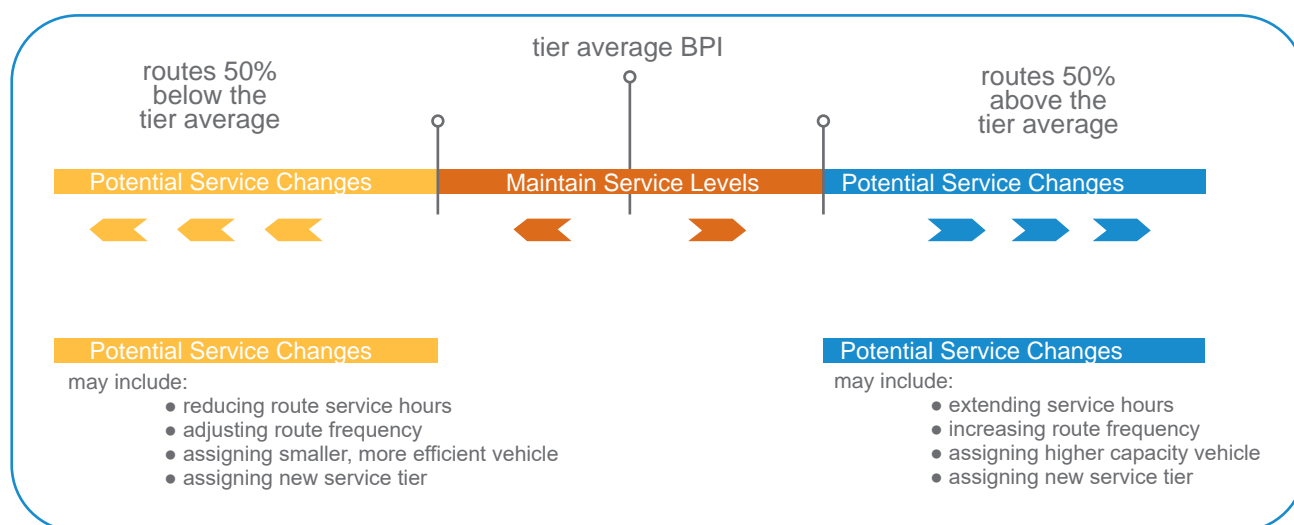 routes 50%
below the
tier average
tier average BPI
routes 50%
above the
tier average
Potential Service Changes
Maintain Service Levels
Potential Service Changes
Potential Service Changes
may include:
● reducing route service hours
● adjusting route frequency
● assigning smaller, more efficient vehicle
● assigning new service tier
Potential Service Changes
may include:
● extending service hours
● increasing route frequency
● assigning higher capacity vehicle
● assigning new service tier